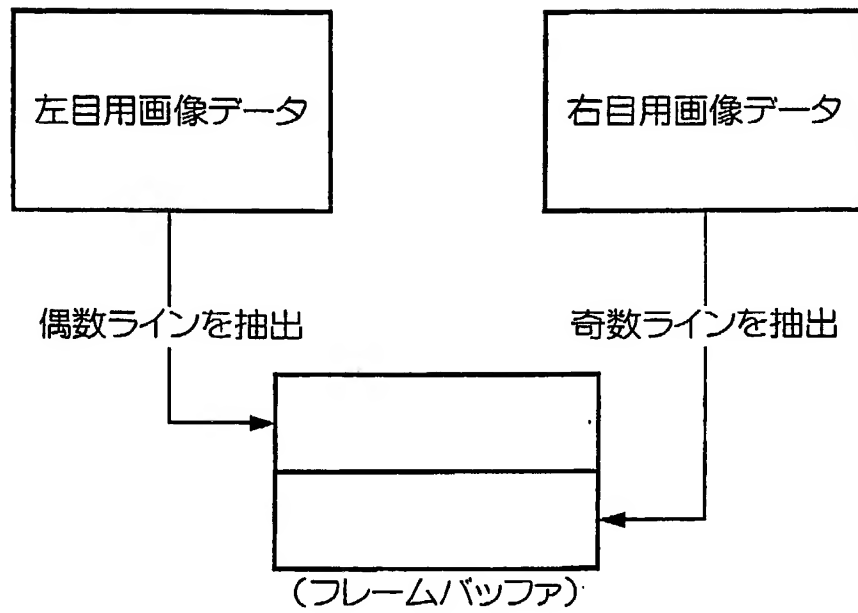 左目用画像データ
右目用画像データ
偶数ラインを抽出
奇数ラインを抽出
(フレームバッファ)